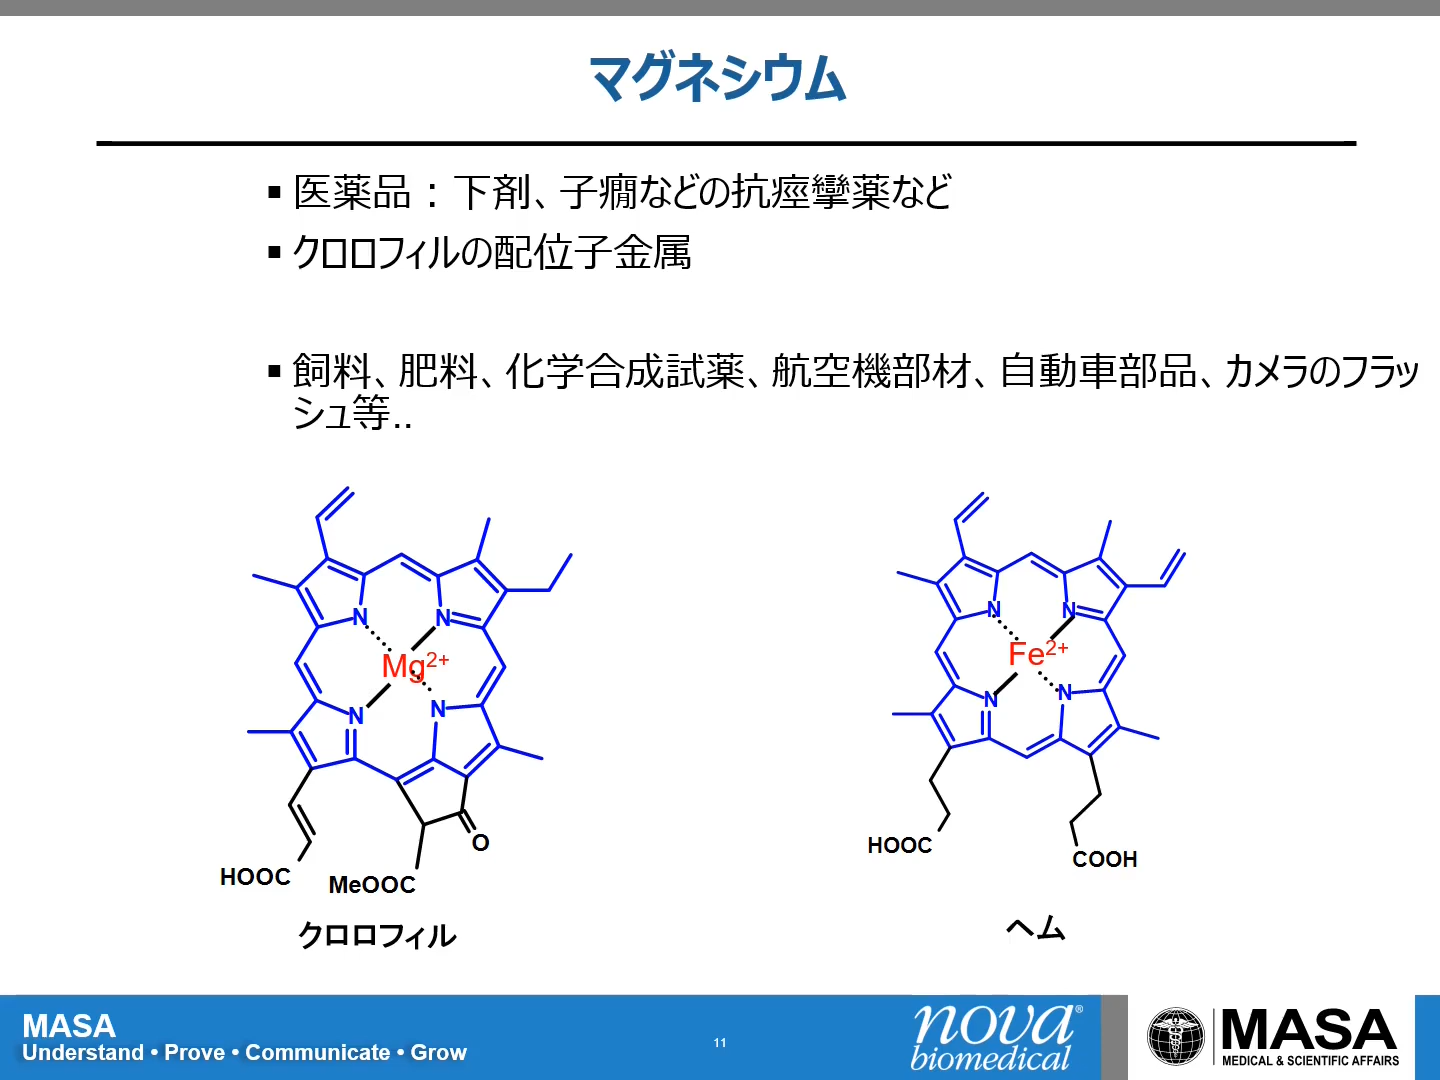 マグネシウム
▪ 医薬品：下剤、子癇などの抗痙攣薬など
▪ クロロフィルの配位子金属
▪ 飼料、肥料、化学合成試薬、航空機部材、自動車部品、カメラのフラッ
シュ等..
N
N
Mg2+
N
N
O
HOOC
MeOOC
クロロフィル
N
N
Fe2+
N
N
HOOC
COOH
ヘム
MASA
Understand • Prove • Communicate • Grow
11
nova®
biomedical
MASA
MEDICAL & SCIENTIFIC AFFAIRS